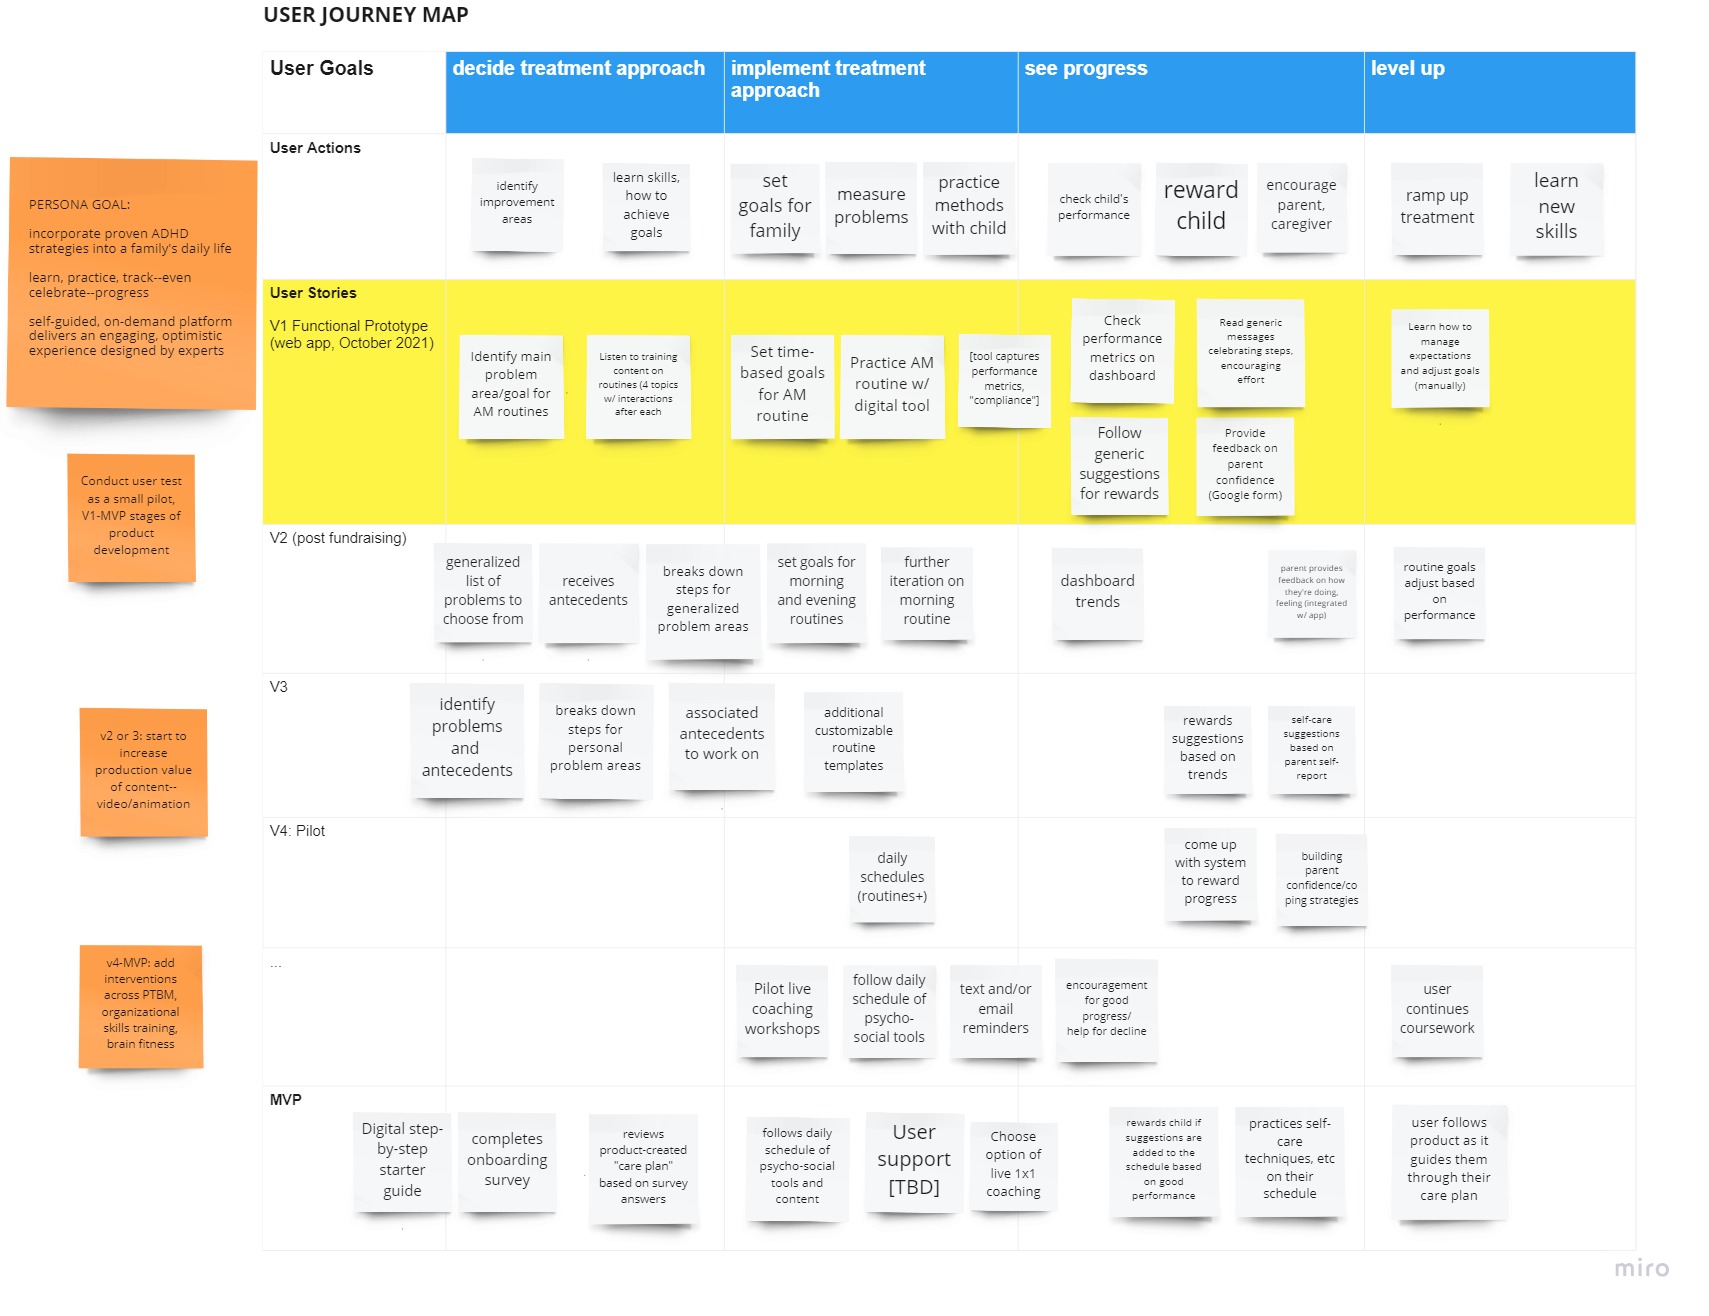 USER JOURNEY MAP
User Goals
decide treatment approach
implement treatment
approach
see progress
level up
User Actions
identify
improvement
areas
learn skills,
how to
achieve
goals
set
goals for
family
measure
problems
practice
methods
with child
check child's
performance
reward
child
encourage
parent,
caregiver
ramp up
treatment
learn
new
skills
PERSONA GOAL:
incorporate proven ADHD
strategies into a family's daily life
learn, practice, track--even
celebrate--progress
self-guided, on-demand platform
delivers an engaging, optimistic
experience designed by experts
User Stories
V1 Functional Prototype
(web app, October 2021)
Identify main
problem
area/goal for
AM routines
Listen to training
content on
routines (4 topics
w/ interactions
after each
Set time-
based goals
for AM
routine
Practice AM
routine w/
digital tool
[tool captures
performance
metrics,
"compliance"]
Check
performance
metrics on
dashboard
Read generic
messages
celebrating steps,
encouraging
effort
Follow
generic
suggestions
for rewards
Provide
feedback on
parent
confidence
(Google form)
Learn how to
manage
expectations
and adjust goals
(manually)
Conduct user test
as a small pilot,
V1-MVP stages of
product
development
V2 (post fundraising)
generalized
list of
problems to
choose from
receives
antecedents
breaks down
steps for
generalized
problem areas
set goals for
morning
and evening
routines
further
iteration on
morning
routine
dashboard
trends
parent provides
feedback on how
they're doing,
feeling (integrated
w/ app)
routine goals
adjust based
on
performance
V3
identify
problems
and
antecedents
breaks down
steps for
personal
problem areas
associated
antecedents
to work on
additional
customizable
routine
templates
rewards
suggestions
based on
trends
self-care
suggestions
based on
parent self-
report
v2 or 3: start to
increase
production value
of content--
video/animation
V4: Pilot
daily
schedules
(routines+)
come up
with system
to reward
progress
building
parent
confidence/co
ping strategies
...
Pilot live
coaching
workshops
follow daily
schedule of
psycho-
social tools
text and/or
email
reminders
encouragement
for good
progress/
help for decline
user
continues
coursework
v4-MVP: add
interventions
across PTBM,
organizational
skills training,
brain fitness
MVP
Digital step-
by-step
starter
guide
completes
onboarding
survey
reviews
product-created
"care plan"
based on survey
answers
follows daily
schedule of
psycho-social
tools and
content
User
support
[TBD]
Choose
option of
live 1x1
coaching
rewards child if
suggestions are
added to the
schedule based
on good
performance
practices self-
care
techniques, etc
on their
schedule
user follows
product as it
guides them
through their
care plan
miro